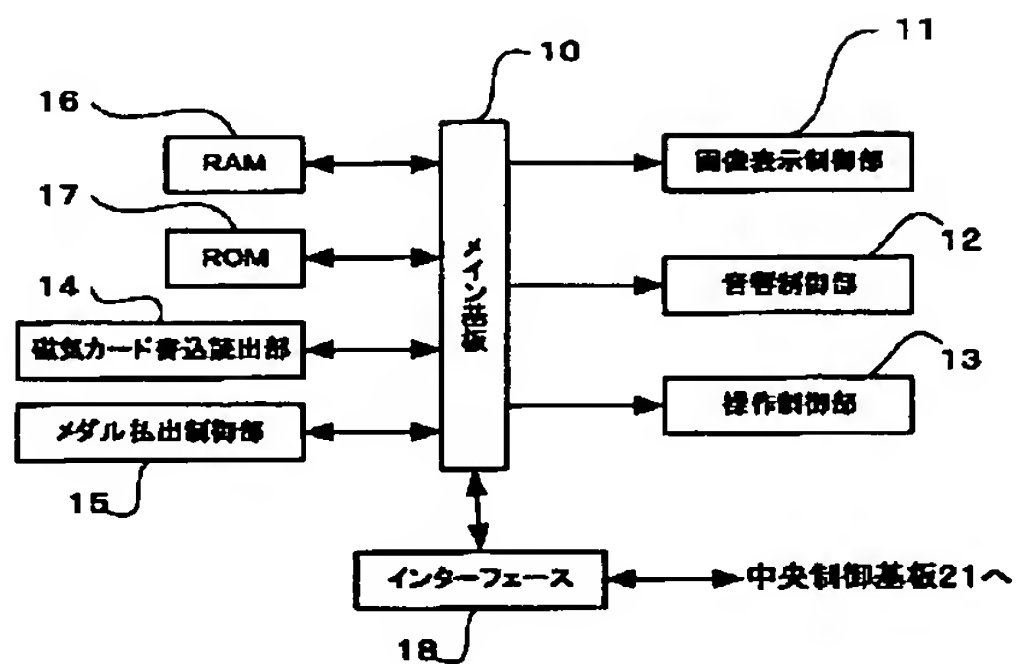 10
11
16
RAM
画像表示制御部
17
ROM
12
音響制御部
メイン基板
14
磁気カード書込読出部
13
操作制御部
メダル払出制御部
15
インターフェース
中央制御基板21へ
18